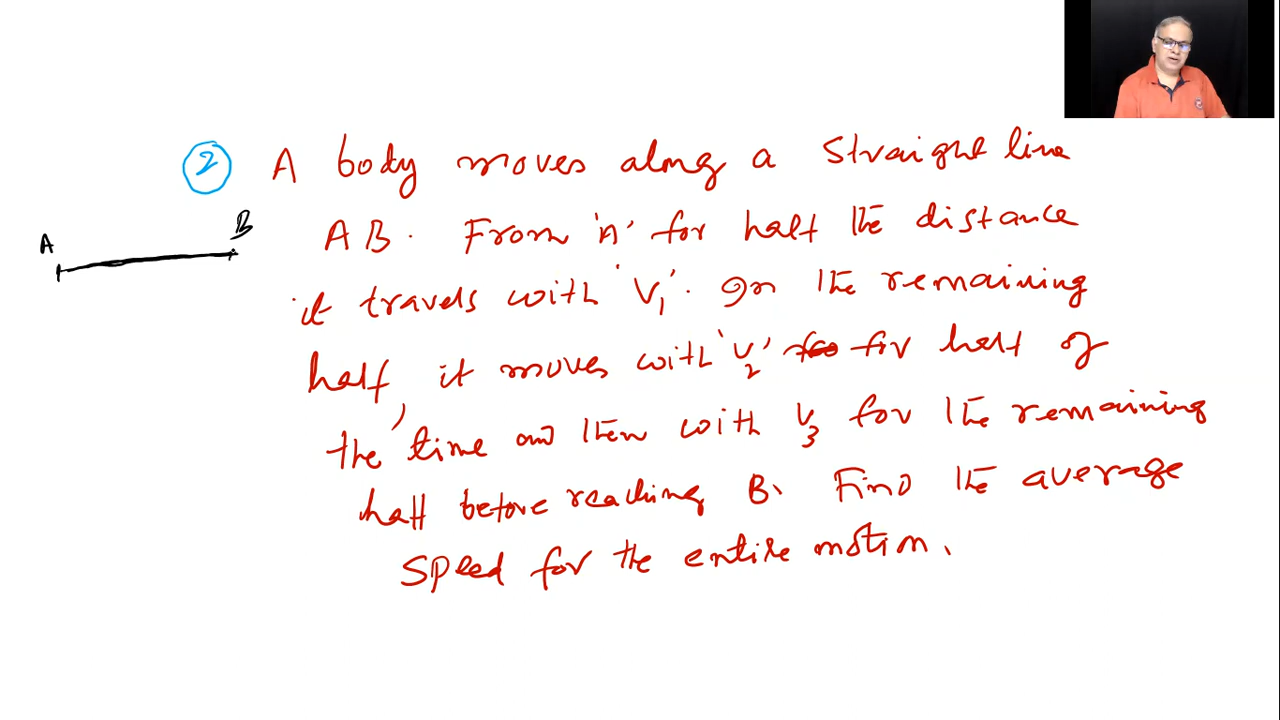 ② A body moves along a straight line
A B
AB. From 'A' for half the distance
it travels with 'V₁'. In the remaining
half, it moves with 'V₂' for half of
the time and then with V₃ for the remaining
half before reaching B. Find the average
speed for the entire motion.